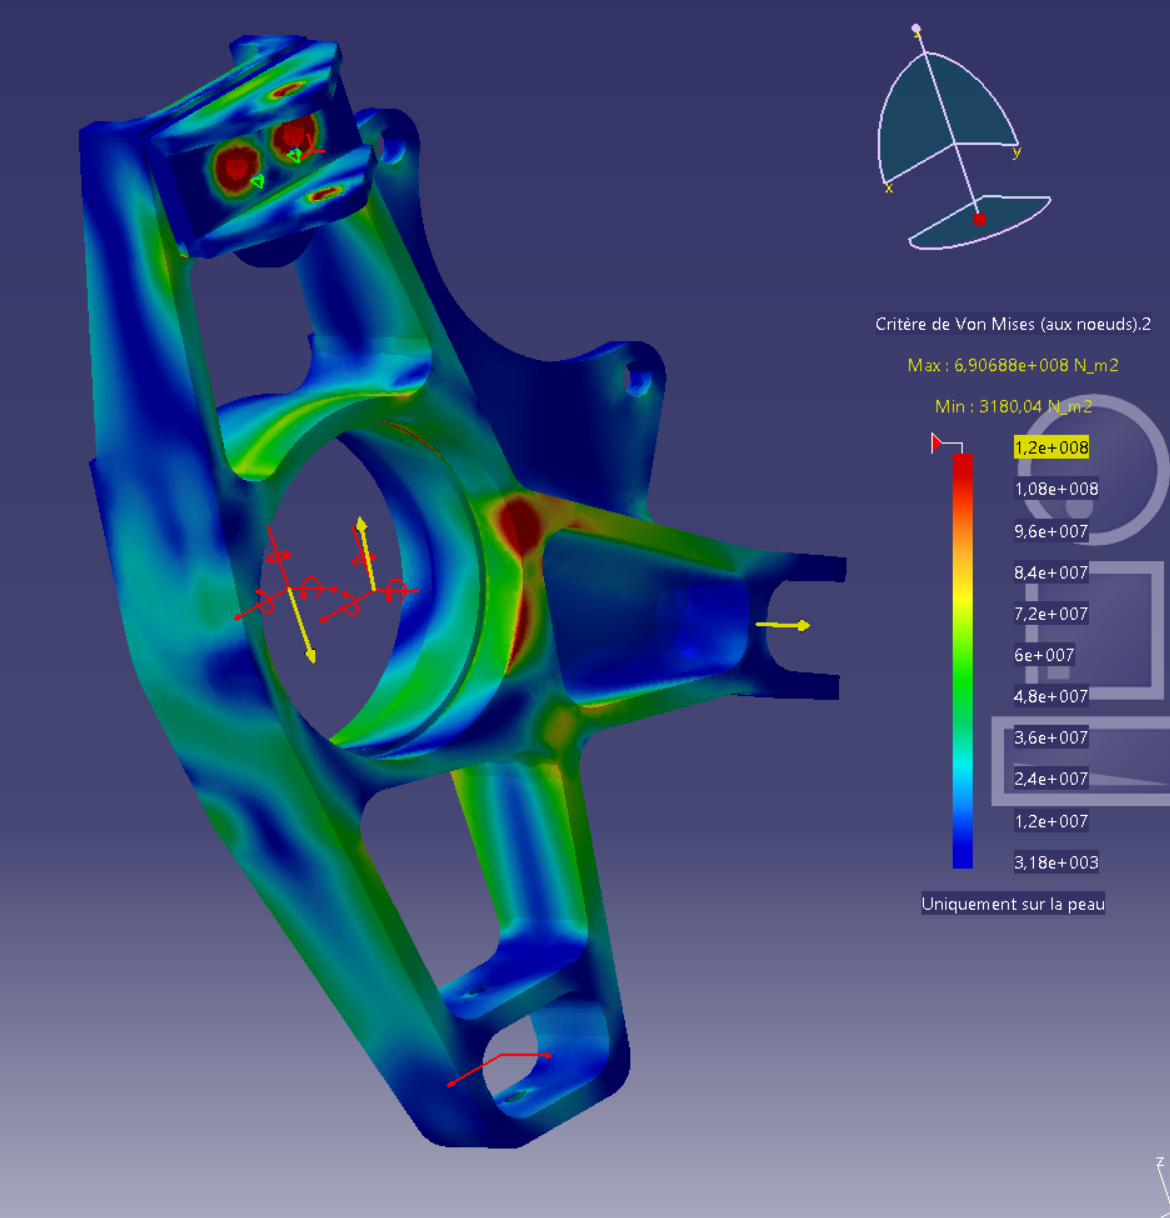 z
y
x
Critère de Von Mises (aux noeuds).2
Max : 6,90688e+008 N_m2
Min : 3180,04 N_m2
1,2e+008
1,08e+008
9,6e+007
8,4e+007
7,2e+007
6e+007
4,8e+007
3,6e+007
2,4e+007
1,2e+007
3,18e+003
Uniquement sur la peau
z